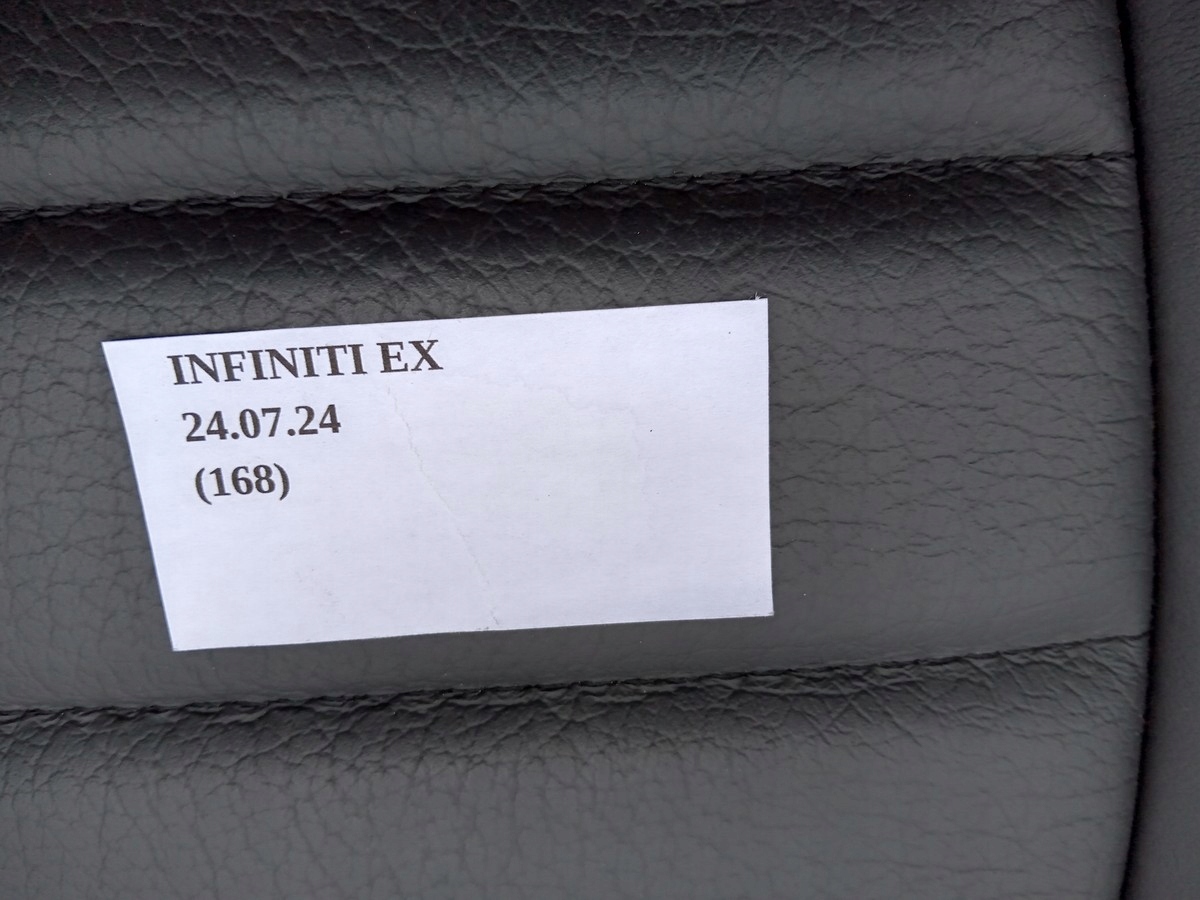 INFINITI EX
24.07.24
(168)